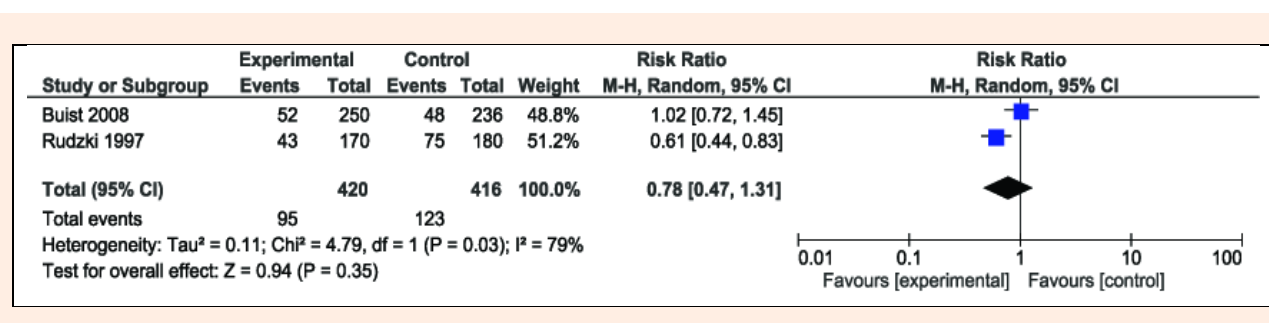 Experimental Control Risk Ratio Risk Ratio
Study or Subgroup Events Total Events Total Weight M-H, Random, 95% CI M-H, Random, 95% CI
Buist 2008 52 250 48 236 48.8% 1.02 [0.72, 1.45]
Rudzki 1997 43 170 75 180 51.2% 0.61 [0.44, 0.83]
Total (95% CI) 420 416 100.0% 0.78 [0.47, 1.31]
Total events 95 123
Heterogeneity: Tau² = 0.11; Chi² = 4.79, df = 1 (P = 0.03); I² = 79%
Test for overall effect: Z = 0.94 (P = 0.35)
0.01 0.1 1 10 100
Favours [experimental] Favours [control]